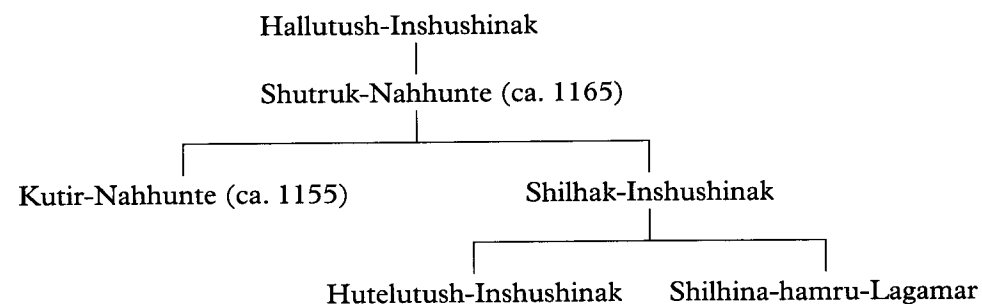 Hallutush-Inshushinak
Shutruk-Nahhunte (ca. 1165)
Kutir-Nahhunte (ca. 1155) Shilhak-Inshushinak
Hutelutush-Inshushinak Shilhina-hamru-Lagamar